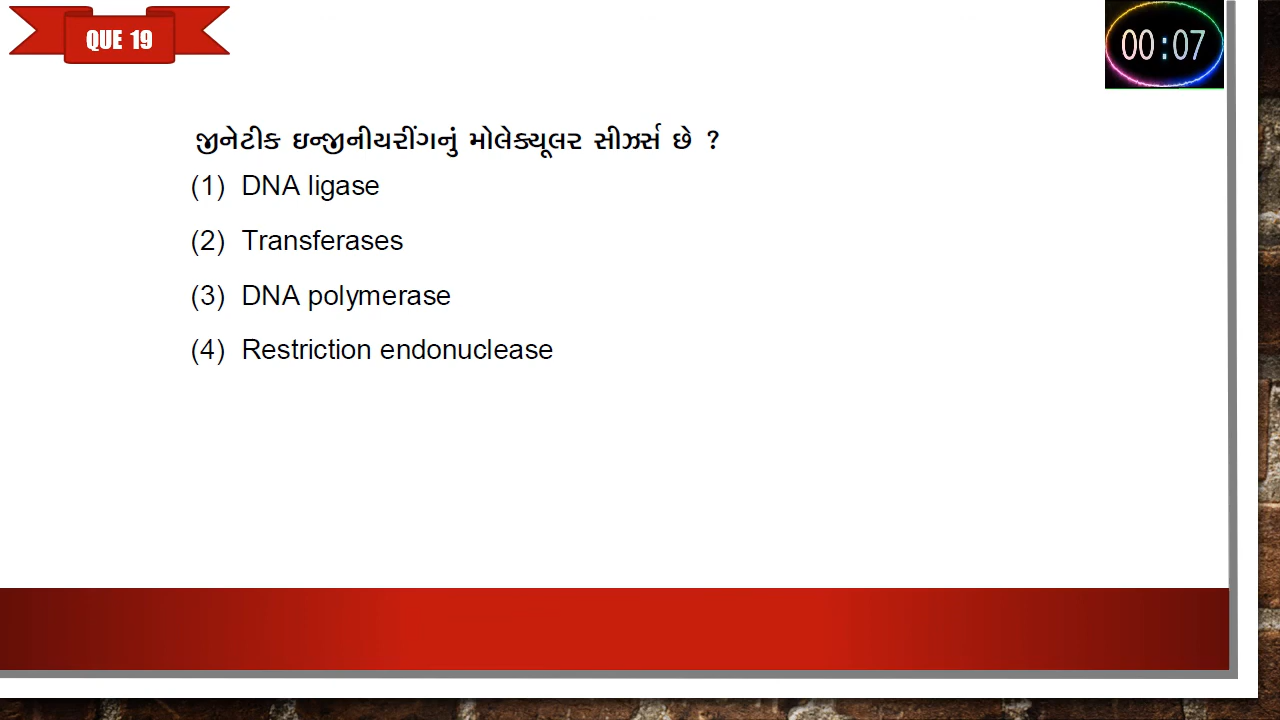 QUE 19
00:07
જીનેટીક ઇન્જીનીયરીંગનું મોલેક્યૂલર સીઝર્સ છે ?
(1) DNA ligase
(2) Transferases
(3) DNA polymerase
(4) Restriction endonuclease